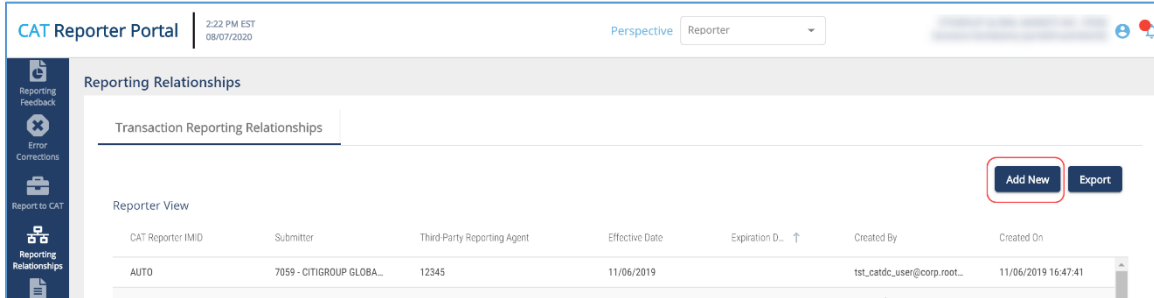 CAT Reporter Portal
2:22 PM EST
08/07/2020
Perspective
Reporter
Reporting
Feedback
Error
Corrections
Report to CAT
Reporting
Relationships
Reporting Relationships
Transaction Reporting Relationships
Add New
Export
Reporter View
CAT Reporter IMID Submitter Third-Party Reporting Agent Effective Date Expiration D... Created By Created On
AUTO 7059 - CITIGROUP GLOBA... 12345 11/06/2019 tst_catdc_user@corp.root... 11/06/2019 16:47:41